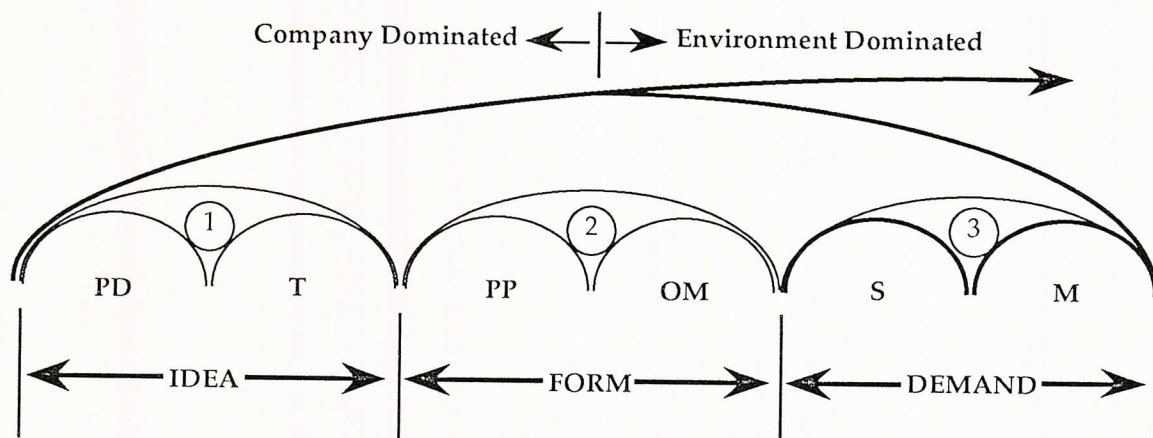 Company Dominated Environment Dominated
1 2 3
PD T PP OM S M
IDEA FORM DEMAND